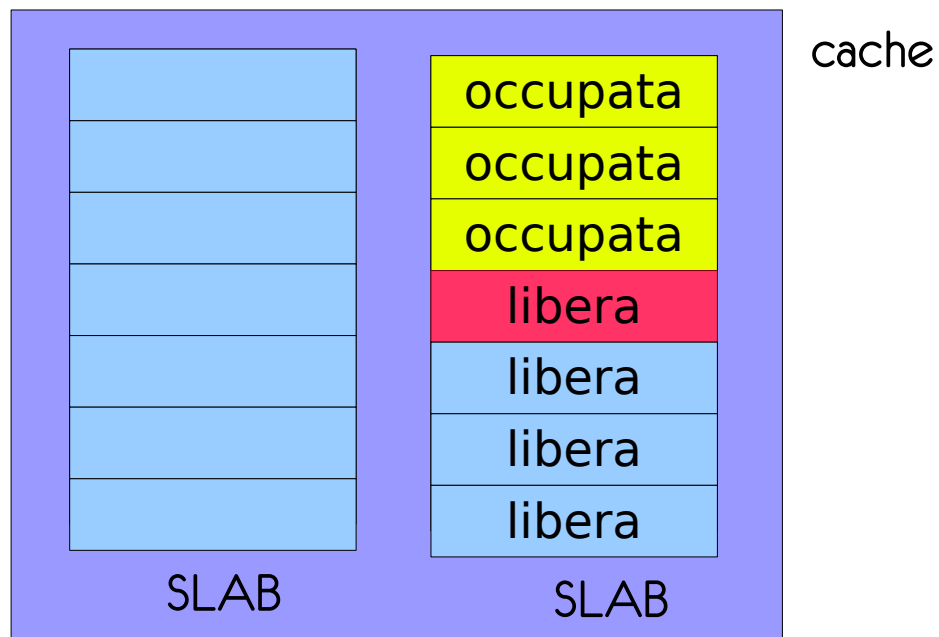 cache
occupata
occupata
occupata
libera
libera
libera
libera
SLAB
SLAB